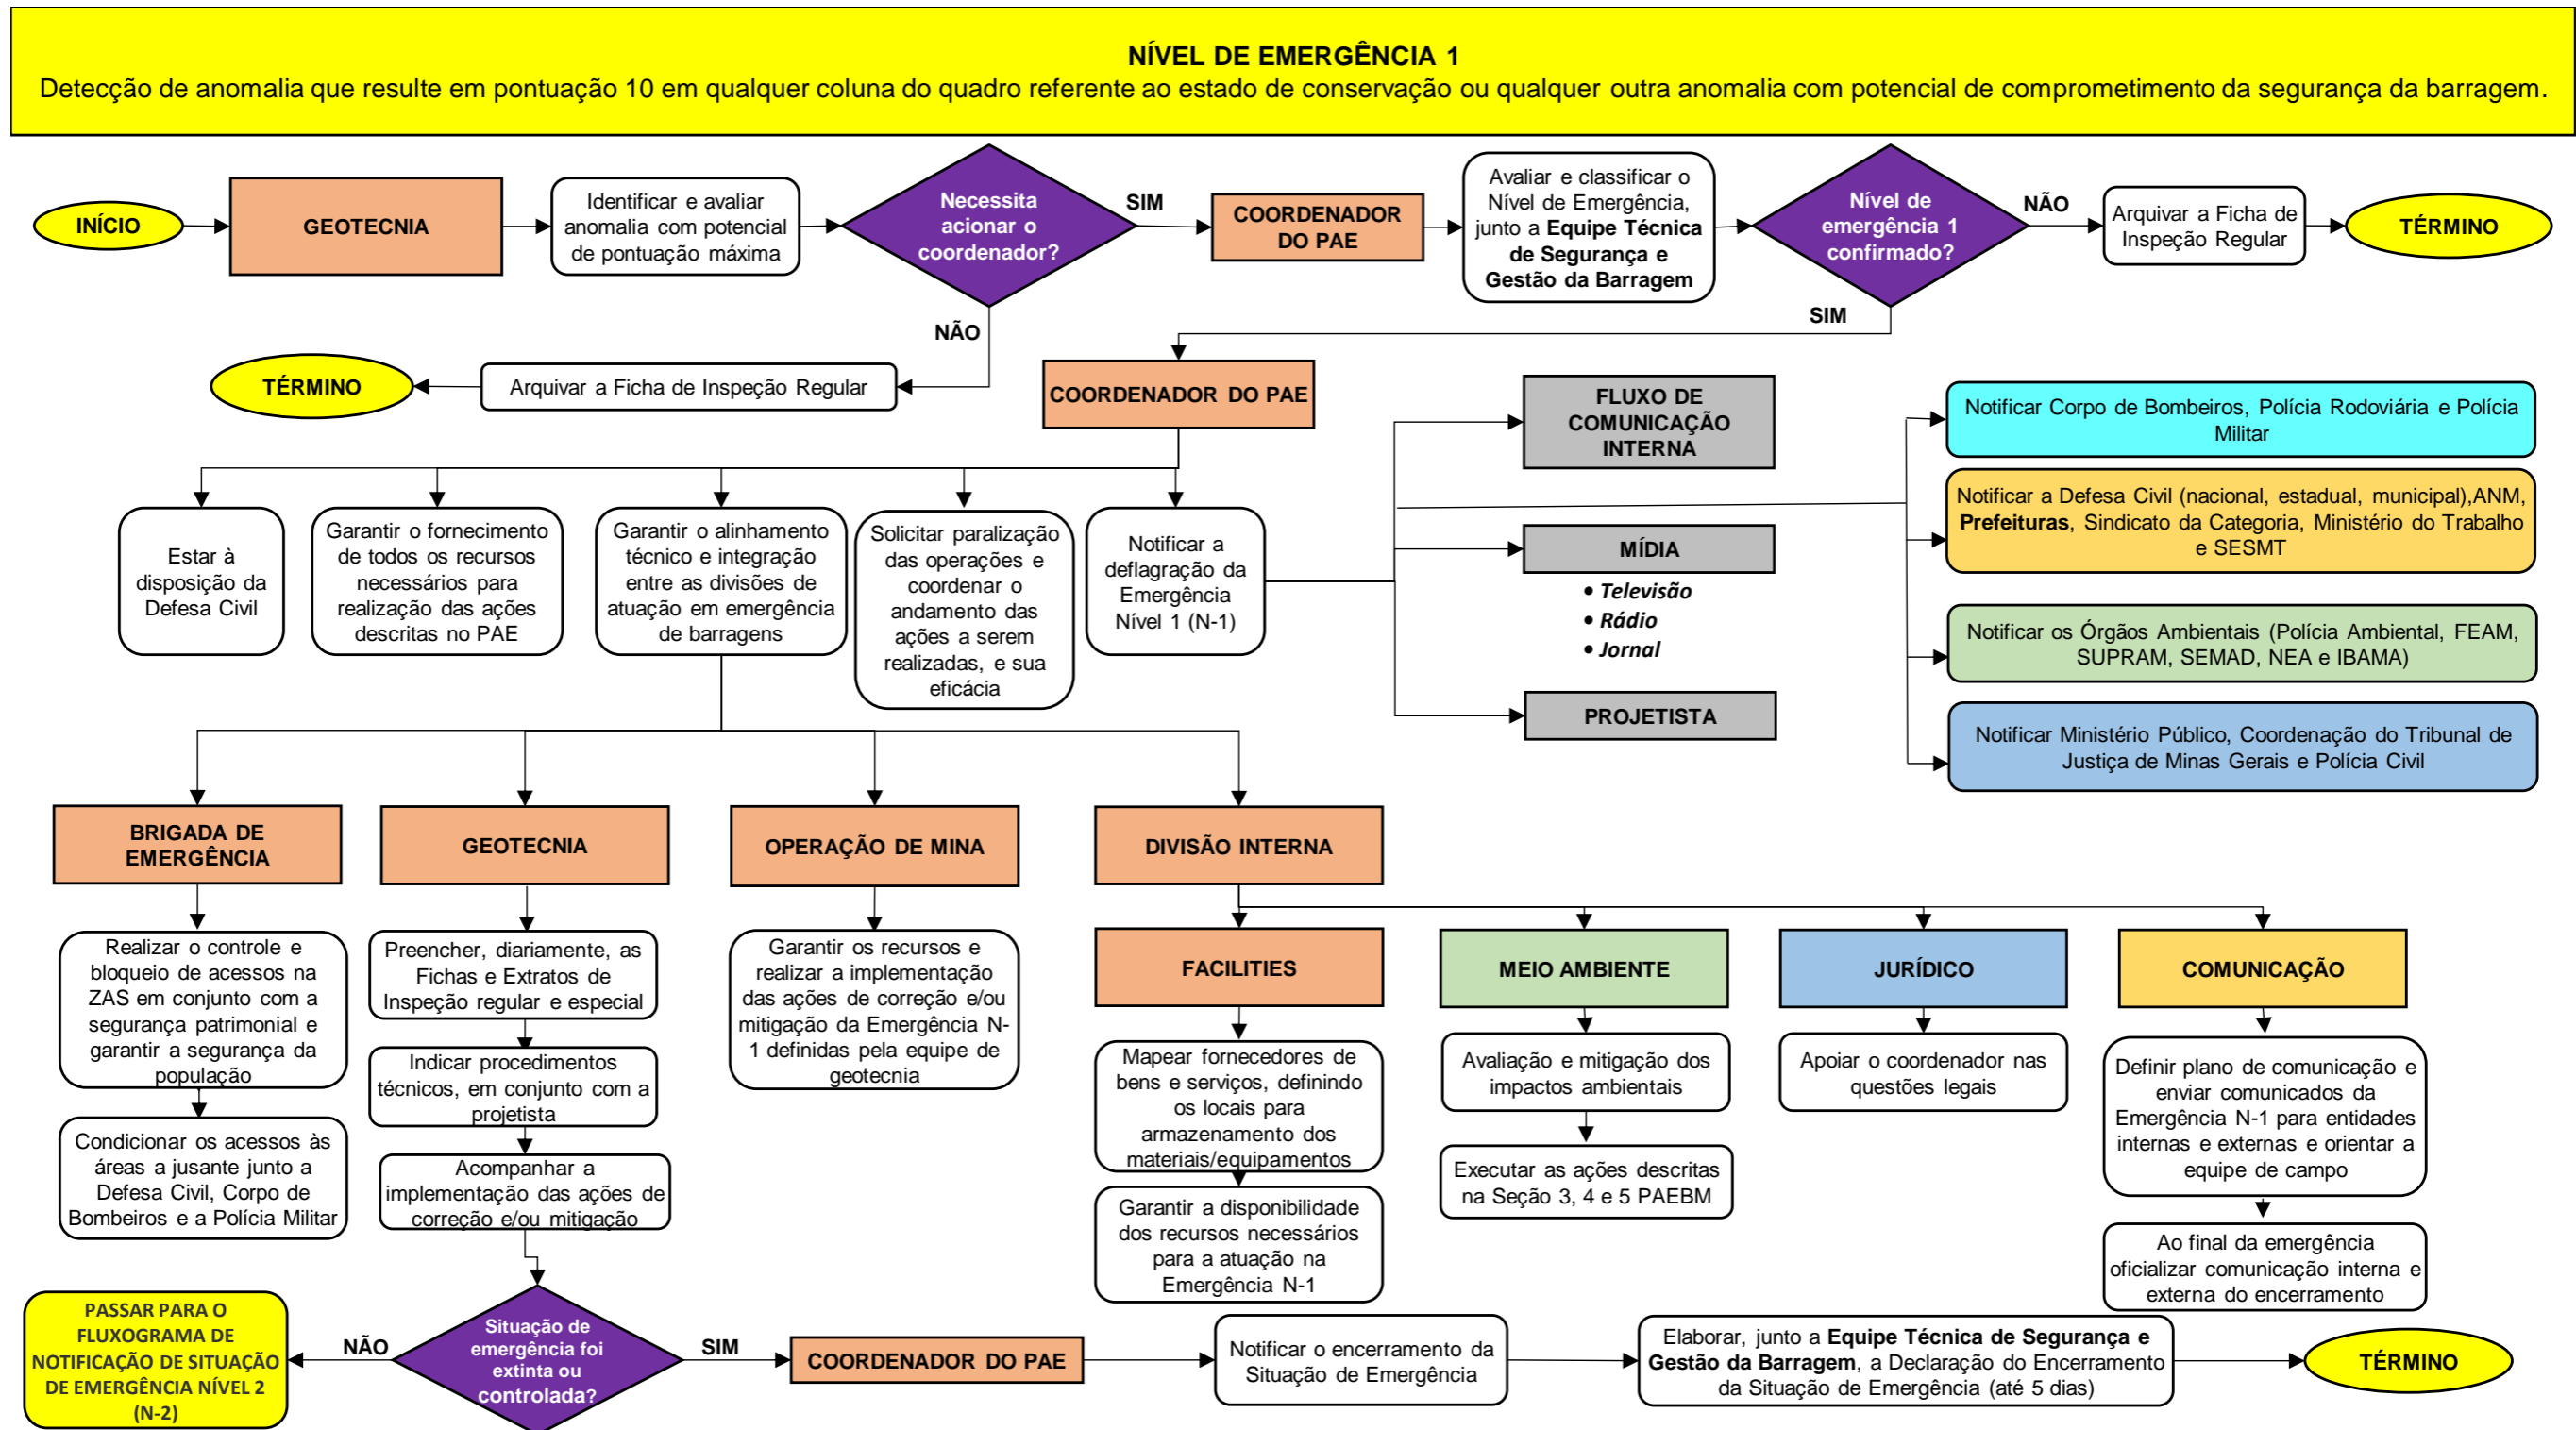 NÍVEL DE EMERGÊNCIA 1
Detecção de anomalia que resulte em pontuação 10 em qualquer coluna do quadro referente ao estado de conservação ou qualquer outra anomalia com potencial de comprometimento da segurança da barragem.
INÍCIO
GEOTECNIA
Identificar e avaliar
anomalia com potencial
de pontuação máxima
Necessita
acionar o
coordenador?
SIM
COORDENADOR
DO PAE
Avaliar e classificar o
Nível de Emergência,
junto a Equipe Técnica
de Segurança e
Gestão da Barragem
Nível de
emergência 1
confirmado?
NÃO
Arquivar a Ficha de
Inspeção Regular
TÉRMINO
NÃO
SIM
TÉRMINO
Arquivar a Ficha de Inspeção Regular
COORDENADOR DO PAE
Estar à
disposição da
Defesa Civil
Garantir o fornecimento
de todos os recursos
necessários para
realização das ações
descritas no PAE
Garantir o alinhamento
técnico e integração
entre as divisões de
atuação em emergência
de barragens
Solicitar paralização
das operações e
coordenar o
andamento das
ações a serem
realizadas, e sua
eficácia
Notificar a
deflagração da
Emergência
Nível 1 (N-1)
FLUXO DE
COMUNICAÇÃO
INTERNA
MÍDIA
• Televisão
• Rádio
• Jornal
PROJETISTA
Notificar Corpo de Bombeiros, Polícia Rodoviária e Polícia
Militar
Notificar a Defesa Civil (nacional, estadual, municipal),ANM,
Prefeituras, Sindicato da Categoria, Ministério do Trabalho
e SESMT
Notificar os Órgãos Ambientais (Polícia Ambiental, FEAM,
SUPRAM, SEMAD, NEA e IBAMA)
Notificar Ministério Público, Coordenação do Tribunal de
Justiça de Minas Gerais e Polícia Civil
BRIGADA DE
EMERGÊNCIA
GEOTECNIA
OPERAÇÃO DE MINA
DIVISÃO INTERNA
Realizar o controle e
bloqueio de acessos na
ZAS em conjunto com a
segurança patrimonial e
garantir a segurança da
população
Condicionar os acessos às
áreas a jusante junto a
Defesa Civil, Corpo de
Bombeiros e a Polícia Militar
Preencher, diariamente, as
Fichas e Extratos de
Inspeção regular e especial
Indicar procedimentos
técnicos, em conjunto com a
projetista
Acompanhar a
implementação das ações de
correção e/ou mitigação
Garantir os recursos e
realizar a implementação
das ações de correção e/ou
mitigação da Emergência N-
1 definidas pela equipe de
geotecnia
FACILITIES
Mapear fornecedores de
bens e serviços, definindo
os locais para
armazenamento dos
materiais/equipamentos
Garantir a disponibilidade
dos recursos necessários
para a atuação na
Emergência N-1
MEIO AMBIENTE
Avaliação e mitigação dos
impactos ambientais
Executar as ações descritas
na Seção 3, 4 e 5 PAEBM
JURÍDICO
Apoiar o coordenador nas
questões legais
COMUNICAÇÃO
Definir plano de comunicação e
enviar comunicados da
Emergência N-1 para entidades
internas e externas e orientar a
equipe de campo
Ao final da emergência
oficializar comunicação interna e
externa do encerramento
PASSAR PARA O
FLUXOGRAMA DE
NOTIFICAÇÃO DE SITUAÇÃO
DE EMERGÊNCIA NÍVEL 2
(N-2)
NÃO
Situação de
emergência foi
extinta ou
controlada?
SIM
COORDENADOR DO PAE
Notificar o encerramento da
Situação de Emergência
Elaborar, junto a Equipe Técnica de Segurança e
Gestão da Barragem, a Declaração do Encerramento
da Situação de Emergência (até 5 dias)
TÉRMINO